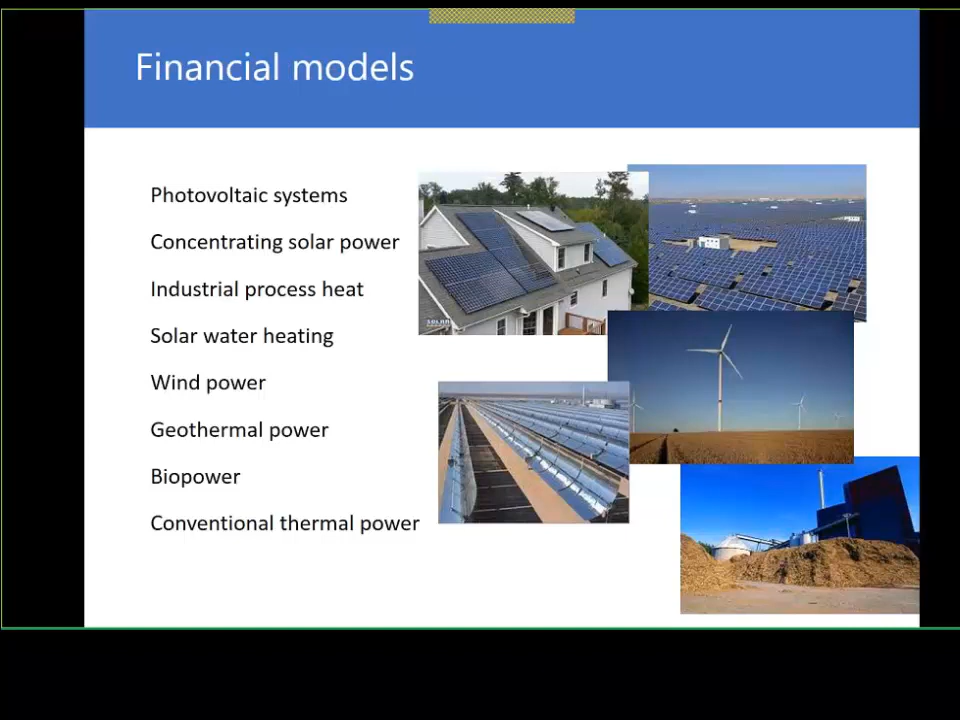 Financial models
Photovoltaic systems
Concentrating solar power
Industrial process heat
Solar water heating
Wind power
Geothermal power
Biopower
Conventional thermal power